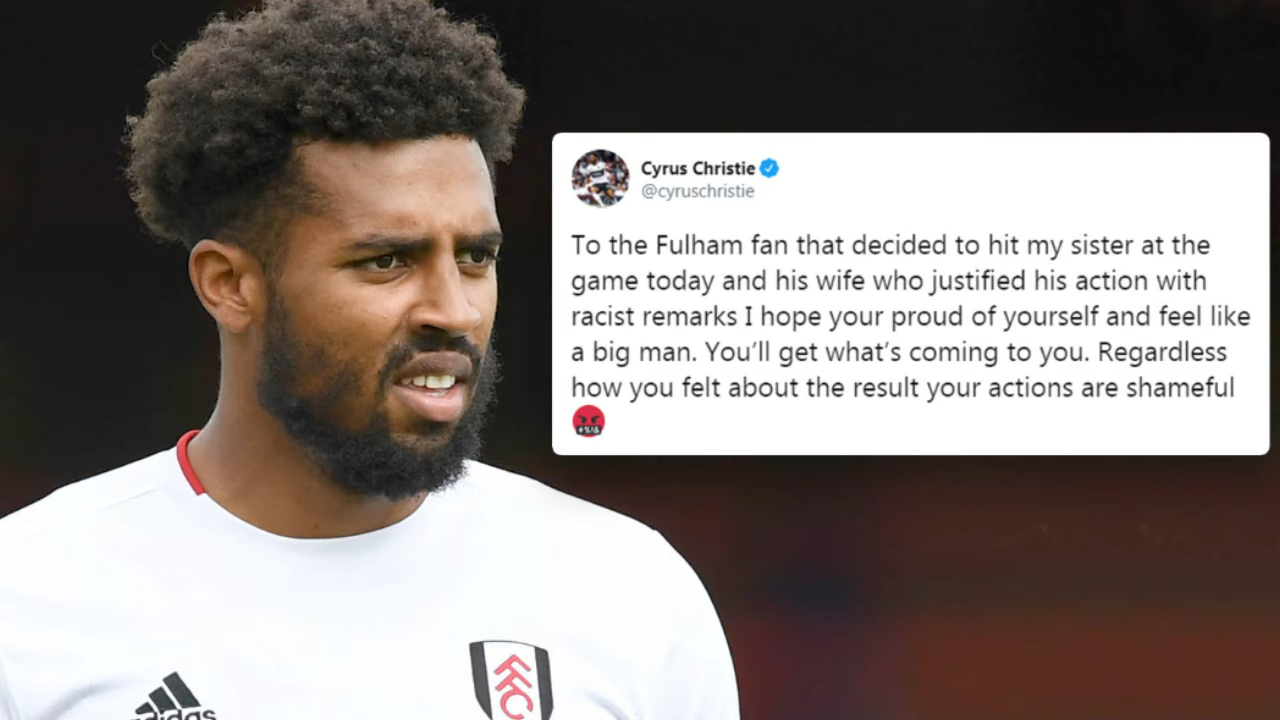 Cyrus Christie
@cyruschristie
To the Fulham fan that decided to hit my sister at the
game today and his wife who justified his action with
racist remarks I hope your proud of yourself and feel like
a big man. You’ll get what’s coming to you. Regardless
how you felt about the result your actions are shameful
FFC
adidas